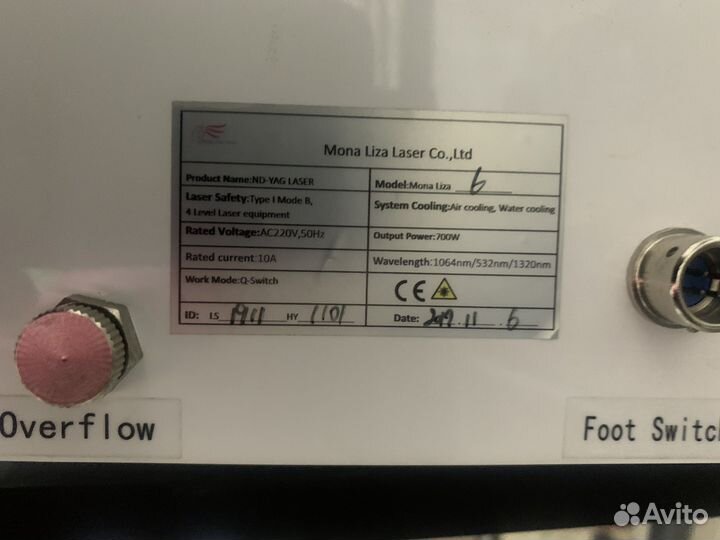 Mona Liza Laser Co.,Ltd
Product Name:ND-YAG LASER
Model:Mona Liza 6
Laser Safety:Type I Mode B,
4 Level Laser equipment
System Cooling:Air cooling, Water cooling
Rated Voltage:AC220V,50Hz
Output Power:700W
Rated current:10A
Wavelength:1064nm/532nm/1320nm
Work Mode:Q-Switch
CE
ID: LS 1911 HY 1101
Date: 2019.11.6
Overflow
Foot Switch
Avito